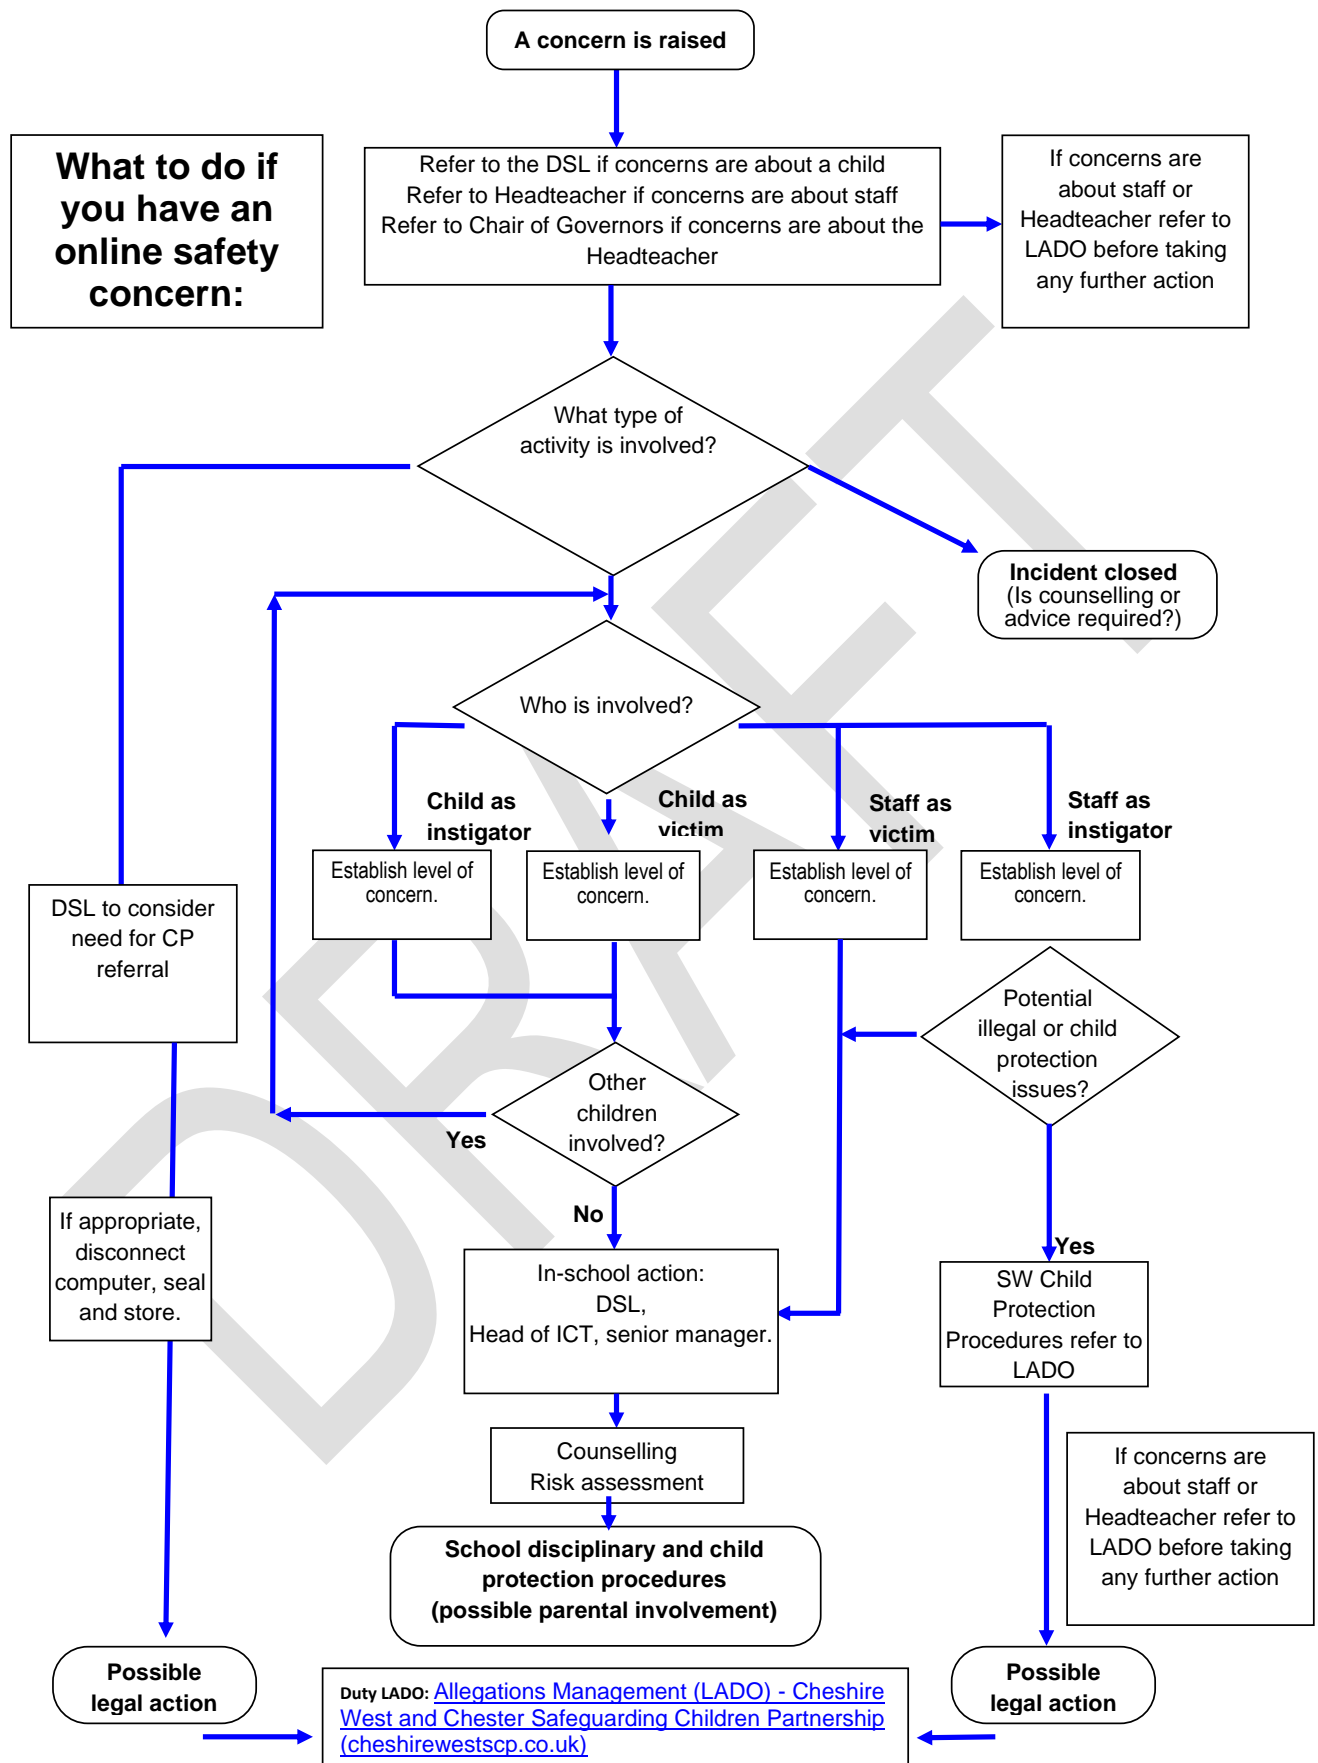 A concern is raised
What to do if
you have an
online safety
concern:
Refer to the DSL if concerns are about a child
Refer to Headteacher if concerns are about staff
Refer to Chair of Governors if concerns are about the
Headteacher
If concerns are
about staff or
Headteacher refer to
LADO before taking
any further action
What type of
activity is involved?
Incident closed
(Is counselling or
advice required?)
Who is involved?
Child as
instigator
Child as
victim
Staff as
victim
Staff as
instigator
Establish level of
concern.
Establish level of
concern.
Establish level of
concern.
Establish level of
concern.
DSL to consider
need for CP
referral
Potential
illegal or child
protection
issues?
Other
children
involved?
Yes
No
If appropriate,
disconnect
computer, seal
and store.
In-school action:
DSL,
Head of ICT, senior manager.
Yes
SW Child
Protection
Procedures refer to
LADO
Counselling
Risk assessment
If concerns are
about staff or
Headteacher refer to
LADO before taking
any further action
School disciplinary and child
protection procedures
(possible parental involvement)
Possible
legal action
Possible
legal action
Duty LADO: Allegations Management (LADO) - Cheshire
West and Chester Safeguarding Children Partnership
(cheshirewestscp.co.uk)
DRAFT